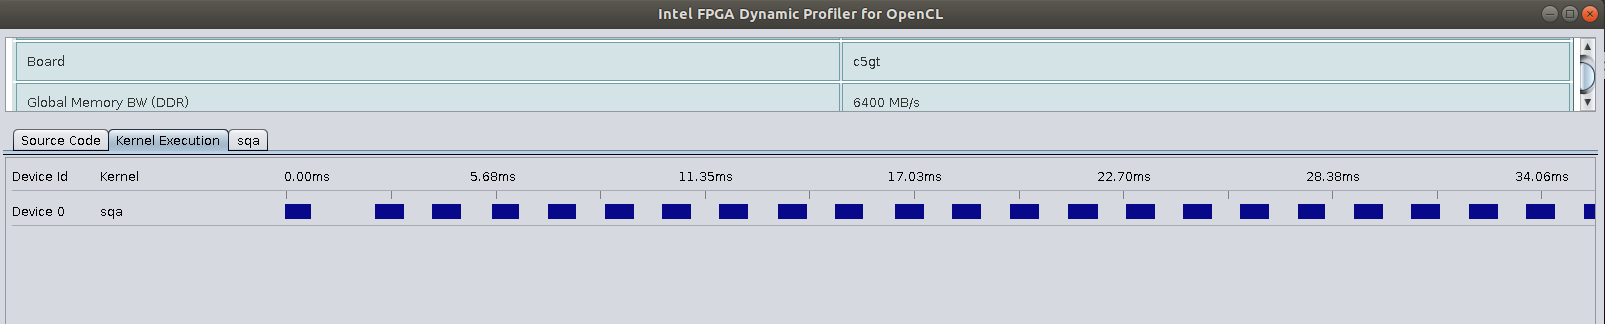 Intel FPGA Dynamic Profiler for OpenCL
Board c5gt
Global Memory BW (DDR) 6400 MB/s
Source Code Kernel Execution sqa
Device Id Kernel 0.00ms 5.68ms 11.35ms 17.03ms 22.70ms 28.38ms 34.06ms
Device 0 sqa